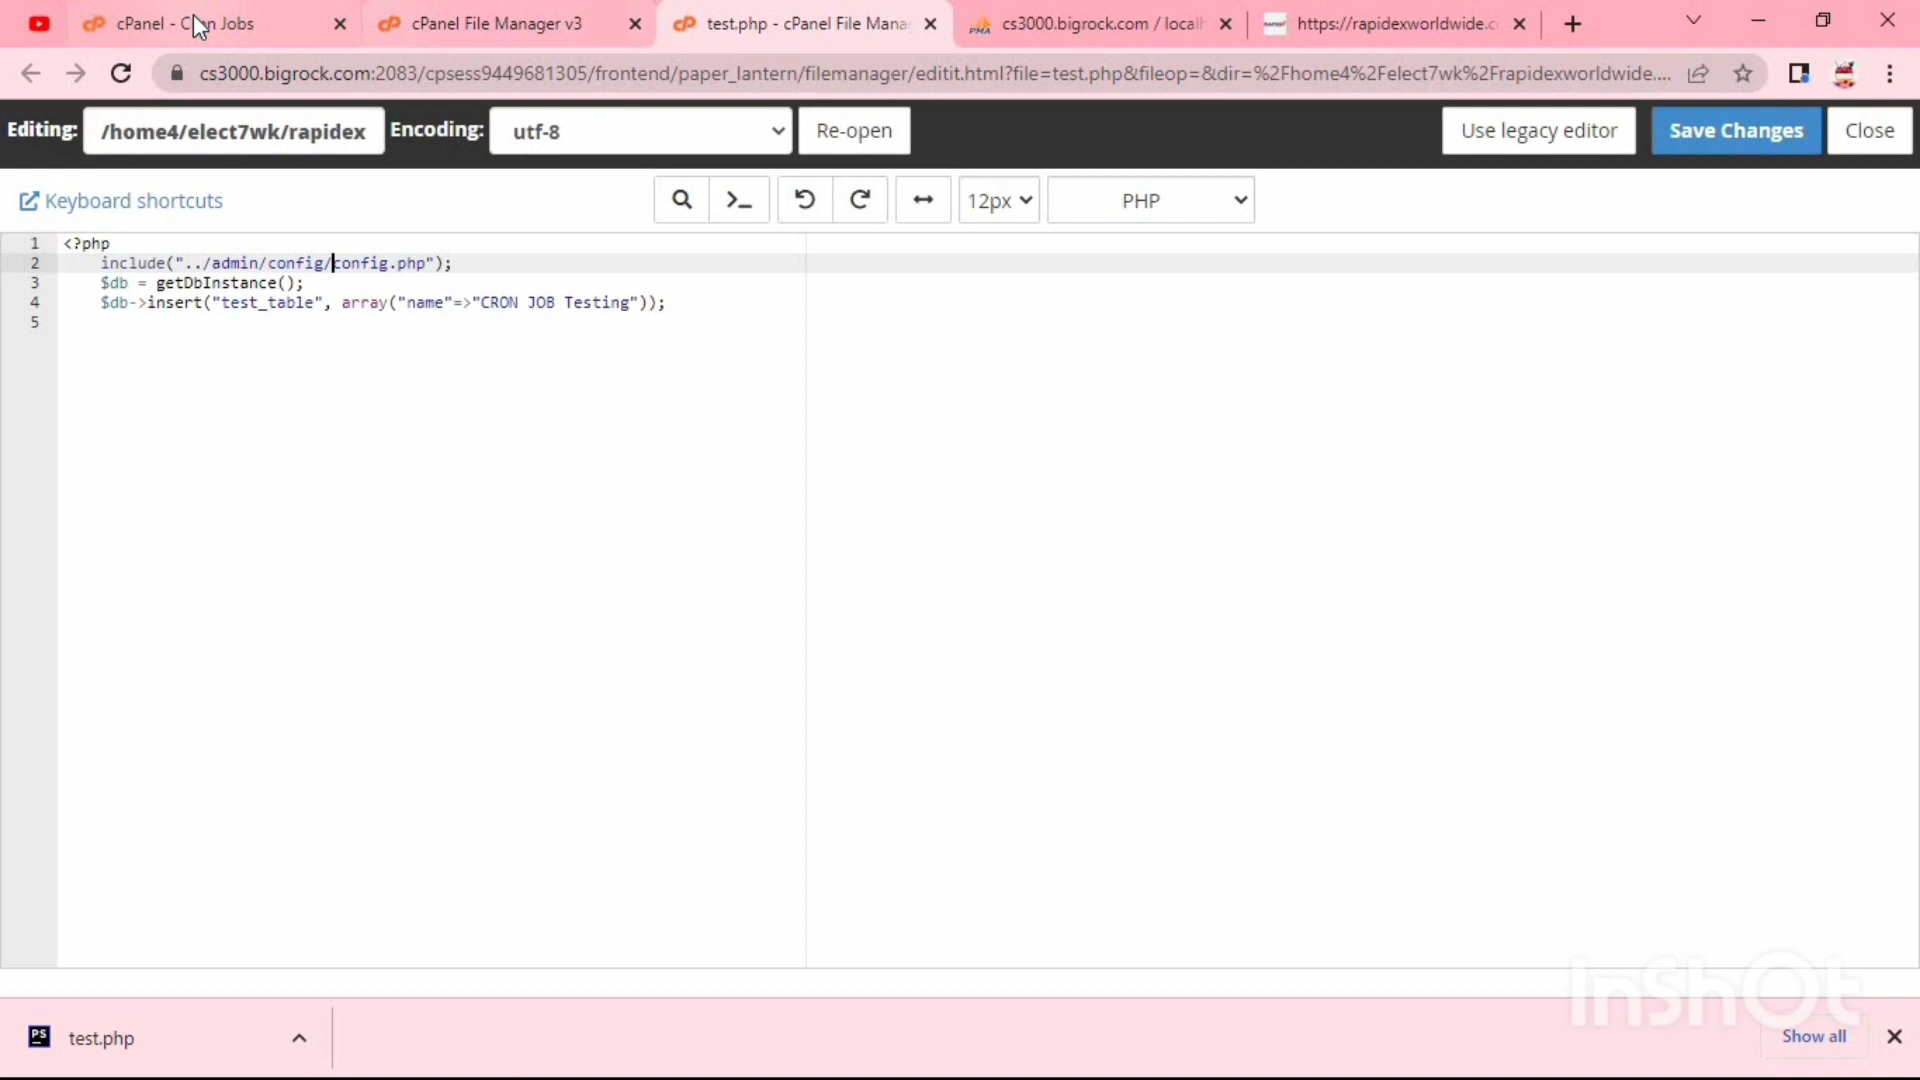 cPanel - Cron Jobs
cPanel File Manager v3
test.php - cPanel File Mana
cs3000.bigrock.com / localh
https://rapidexworldwide.c
cs3000.bigrock.com:2083/cpsess9449681305/frontend/paper_lantern/filemanager/editit.html?file=test.php&fileop=&dir=%2Fhome4%2Felect7wk%2Frapidexworldwide....
Editing: /home4/elect7wk/rapidex Encoding: utf-8 Re-open Use legacy editor Save Changes Close
Keyboard shortcuts 12px PHP
1 <?php
2 include("../admin/config/config.php");
3 $db = getDbInstance();
4 $db->insert("test_table", array("name"=>"CRON JOB Testing"));
5
InShOt
PS test.php Show all